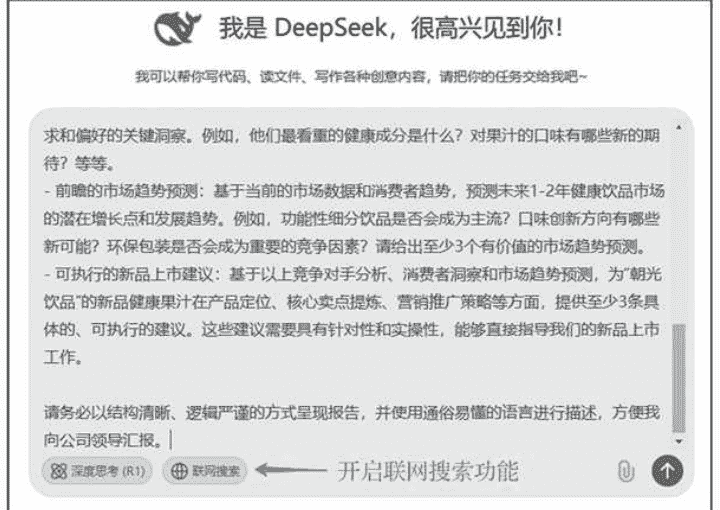 我是 DeepSeek，很高兴见到你！
我可以帮你写代码、读文件、写作各种创意内容，请把你的任务交给我吧~
求和偏好的关键洞察。例如，他们最看重的健康成分是什么？对果汁的口味有哪些新的期
待？等等。
- 前瞻的市场趋势预测：基于当前的市场数据和消费者趋势，预测未来1-2年健康饮品市场
的潜在增长点和发展趋势。例如，功能性细分饮品是否会成为主流？口味创新方向有哪些
新可能？环保包装是否会成为重要的竞争因素？请给出至少3个有价值的市场趋势预测。
- 可执行的新品上市建议：基于以上竞争对手分析、消费者洞察和市场趋势预测，为“朝光
饮品”的新品健康果汁在产品定位、核心卖点提炼、营销推广策略等方面，提供至少3条具
体的、可执行的建议。这些建议需要具有针对性和实操性，能够直接指导我们的新品上市
工作。
请务必以结构清晰、逻辑严谨的方式呈现报告，并使用通俗易懂的语言进行描述，方便我
向公司领导汇报。
深度思考 (R1) 联网搜索 开启联网搜索功能